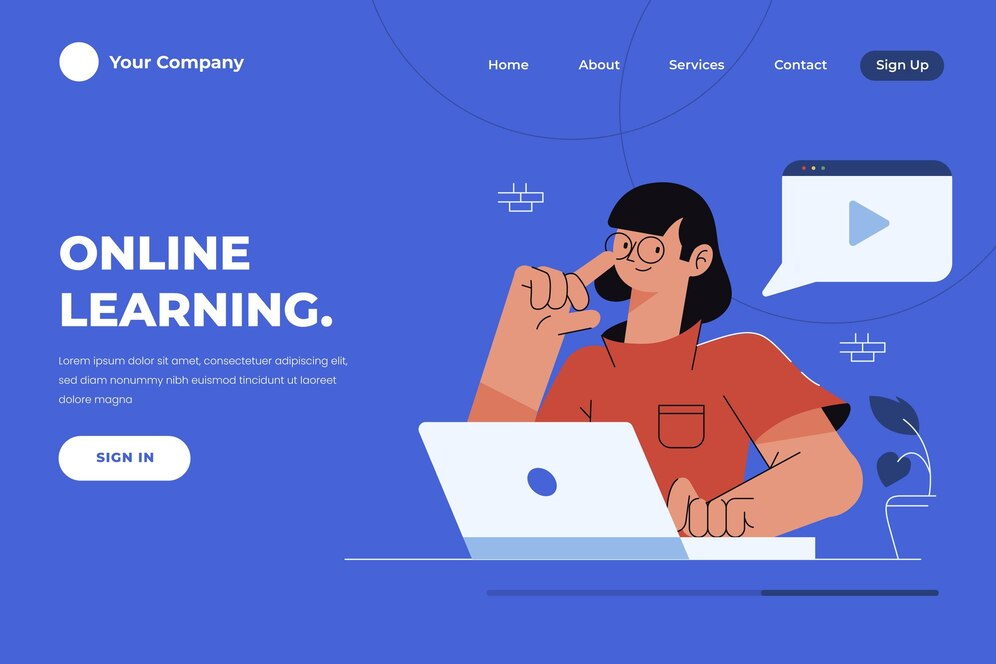 Your Company
Home
About
Services
Contact
Sign Up
ONLINE
LEARNING.
Lorem ipsum dolor sit amet, consectetuer adipiscing elit,
sed diam nonummy nibh euismod tincidunt ut laoreet
dolore magna
SIGN IN